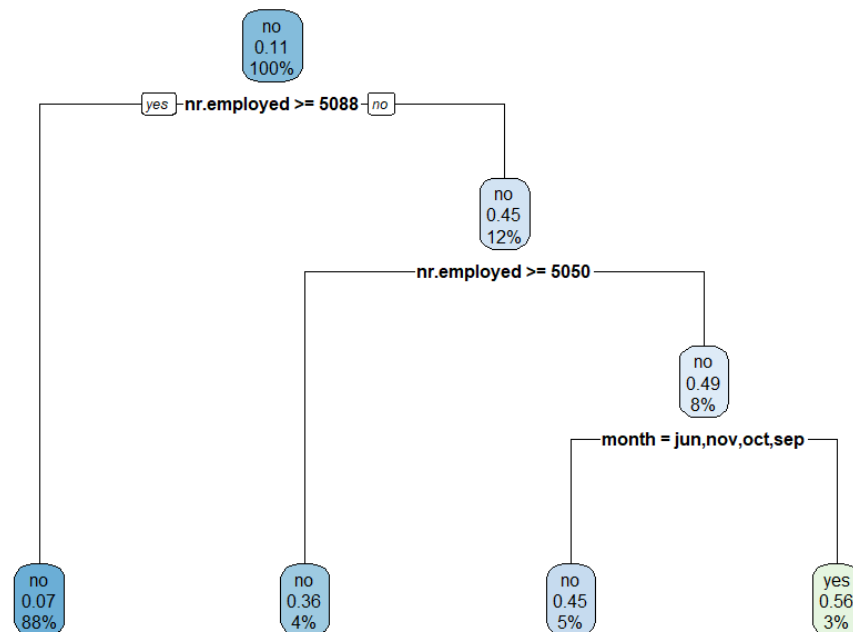 no
0.11
100%
yes nr.employed >= 5088 no
no
0.45
12%
nr.employed >= 5050
no
0.49
8%
month = jun,nov,oct,sep
no
0.07
88%
no
0.36
4%
no
0.45
5%
yes
0.56
3%